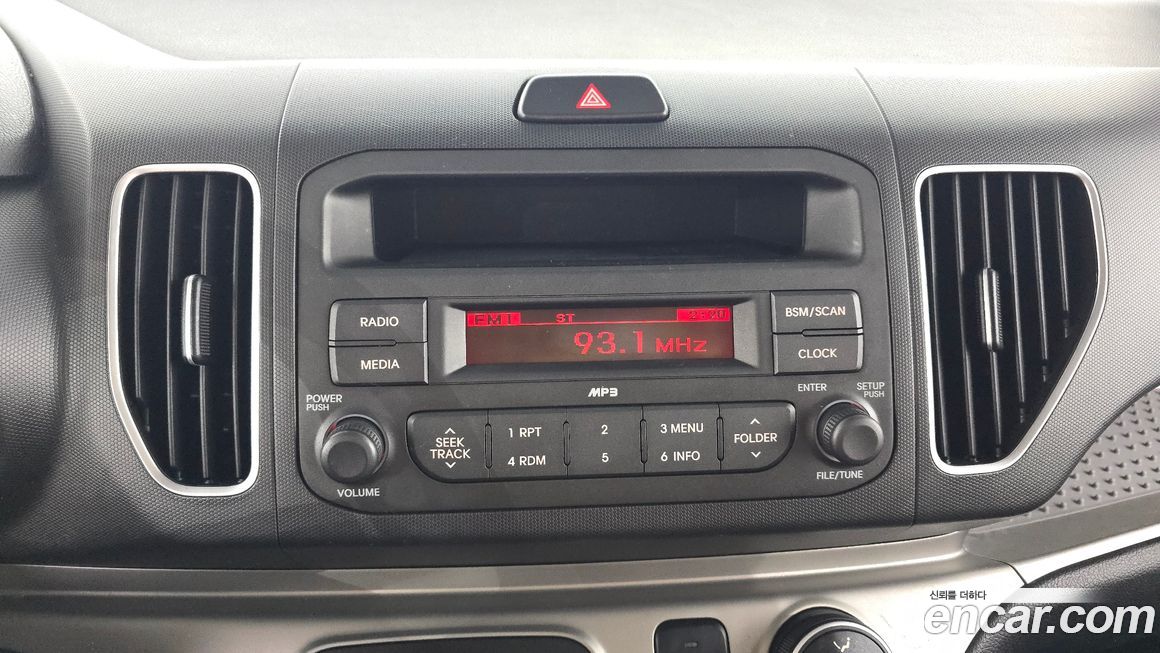 FM1 ST 2:20
93.1 MHz
RADIO
MEDIA
BSM/SCAN
CLOCK
MP3
POWER
PUSH
VOLUME
SEEK
TRACK
1 RPT
4 RDM
2
5
3 MENU
6 INFO
FOLDER
ENTER
SETUP
PUSH
FILE/TUNE
신뢰를 더하다
encar.com